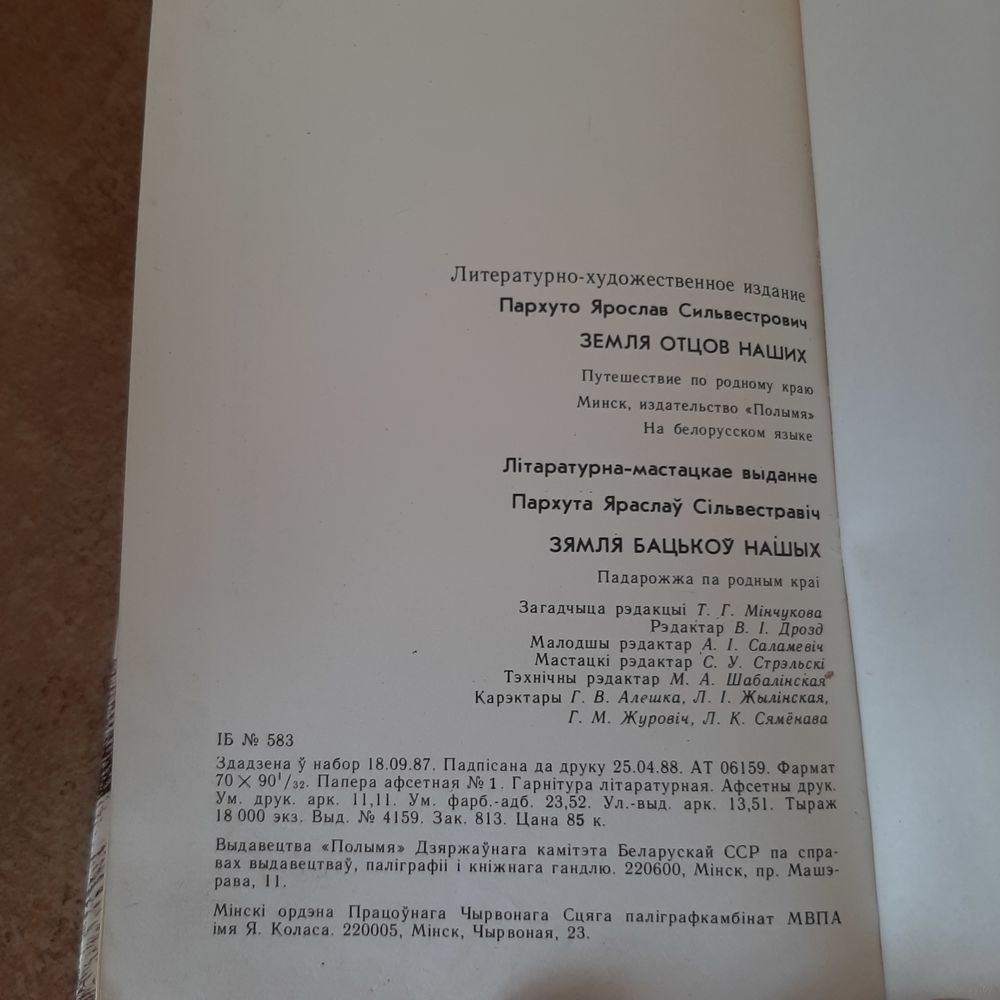 Литературно-художественное издание
Пархуто Ярослав Сильвестрович
ЗЕМЛЯ ОТЦОВ НАШИХ
Путешествие по родному краю
Минск, издательство «Полымя»
На белорусском языке
Літаратурна-мастацкае выданне
Пархута Яраслаў Сільвестравіч
ЗЯМЛЯ БАЦЬКОЎ НАШЫХ
Падарожжа па родным краі
Загадчыца рэдакцыі Т. Г. Мінчукова
Рэдактар В. І. Дрозд
Малодшы рэдактар А. І. Саламевіч
Мастацкі рэдактар С. У. Стрэльскі
Тэхнічны рэдактар М. А. Шабалінская
Карэктары Г. В. Алешка, Л. І. Жылінская,
Г. М. Журовіч, Л. К. Сямёнава
ІБ № 583
Здадзена ў набор 18.09.87. Падпісана да друку 25.04.88. АТ 06159. Фармат
70 × 90¹/₃₂. Папера афсетная № 1. Гарнітура літаратурная. Афсетны друк.
Ум. друк. арк. 11,11. Ум. фарб.-адб. 23,52. Ул.-выд. арк. 13,51. Тыраж
18 000 экз. Выд. № 4159. Зак. 813. Цана 85 к.
Выдавецтва «Полымя» Дзяржаўнага камітэта Беларускай ССР па спра-
вах выдавецтваў, паліграфіі і кніжнага гандлю. 220600, Мінск, пр. Машэ-
рава, 11.
Мінскі ордэна Працоўнага Чырвонага Сцяга паліграфкамбінат МВПА
імя Я. Коласа. 220005, Мінск, Чырвоная, 23.